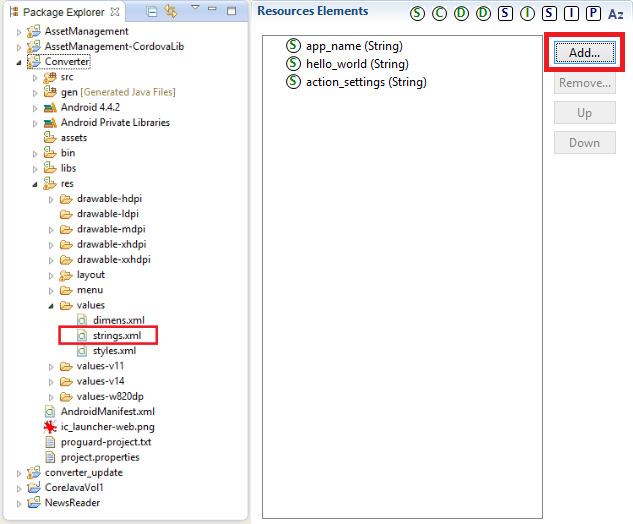 Package Explorer
AssetManagement
AssetManagement-CordovaLib
Converter
src
gen [Generated Java Files]
Android 4.4.2
Android Private Libraries
assets
bin
libs
res
drawable-hdpi
drawable-ldpi
drawable-mdpi
drawable-xhdpi
drawable-xxhdpi
layout
menu
values
dimens.xml
strings.xml
styles.xml
values-v11
values-v14
values-w820dp
AndroidManifest.xml
ic_launcher-web.png
proguard-project.txt
project.properties
converter_update
CoreJavaVol1
NewsReader
Resources Elements S C D D S I S I P Az
S app_name (String)
S hello_world (String)
S action_settings (String)
Add...
Remove...
Up
Down